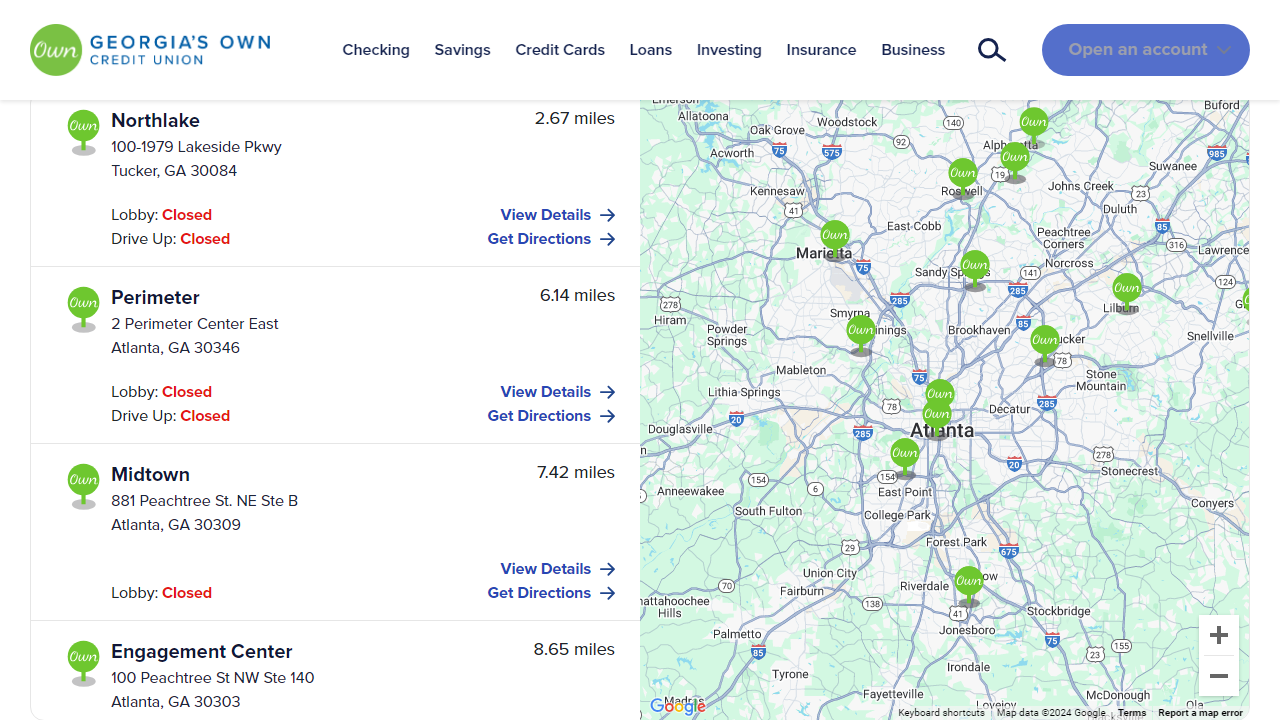 Own GEORGIA'S OWN
CREDIT UNION
Checking Savings Credit Cards Loans Investing Insurance Business
Open an account
Own Northlake 2.67 miles
100-1979 Lakeside Pkwy
Tucker, GA 30084
Lobby: Closed View Details
Drive Up: Closed Get Directions
Own Perimeter 6.14 miles
2 Perimeter Center East
Atlanta, GA 30346
Lobby: Closed View Details
Drive Up: Closed Get Directions
Own Midtown 7.42 miles
881 Peachtree St. NE Ste B
Atlanta, GA 30309
View Details
Lobby: Closed Get Directions
Own Engagement Center 8.65 miles
100 Peachtree St NW Ste 140
Atlanta, GA 30303
Emerson
Allatoona Woodstock 140 Own Buford
Oak Grove 92
Acworth 75 575 Own 985
Own 19 Suwanee
Kennesaw Roswell Johns Creek 23
41 Duluth
East Cobb 85
Own Peachtree
Corners 316 Lawrence
Marietta 75 Own Norcross
Sandy 141
285 285 Own 124
278 Smyrna 85 Lilburn
Hiram Powder
Springs Own Brookhaven Own Snellville
Mableton 78
75 Stone
Mountain
Lithia Springs Own 285
20 78 Own Decatur
Douglasville 285 Atlanta
Own 278
154 154 20 Stonecrest
Anneewakee 6 East Point
South Fulton College Park Conyers
29 Forest Park 675
Union City Own
70 Fairburn Riverdale
Hills 138 41 Stockbridge
Palmetto Jonesboro 75
85 23 155
Irondale
Tyrone
Fayetteville McDonough
Lovejoy
Google Keyboard shortcuts Map data ©2024 Google Terms Report a map error